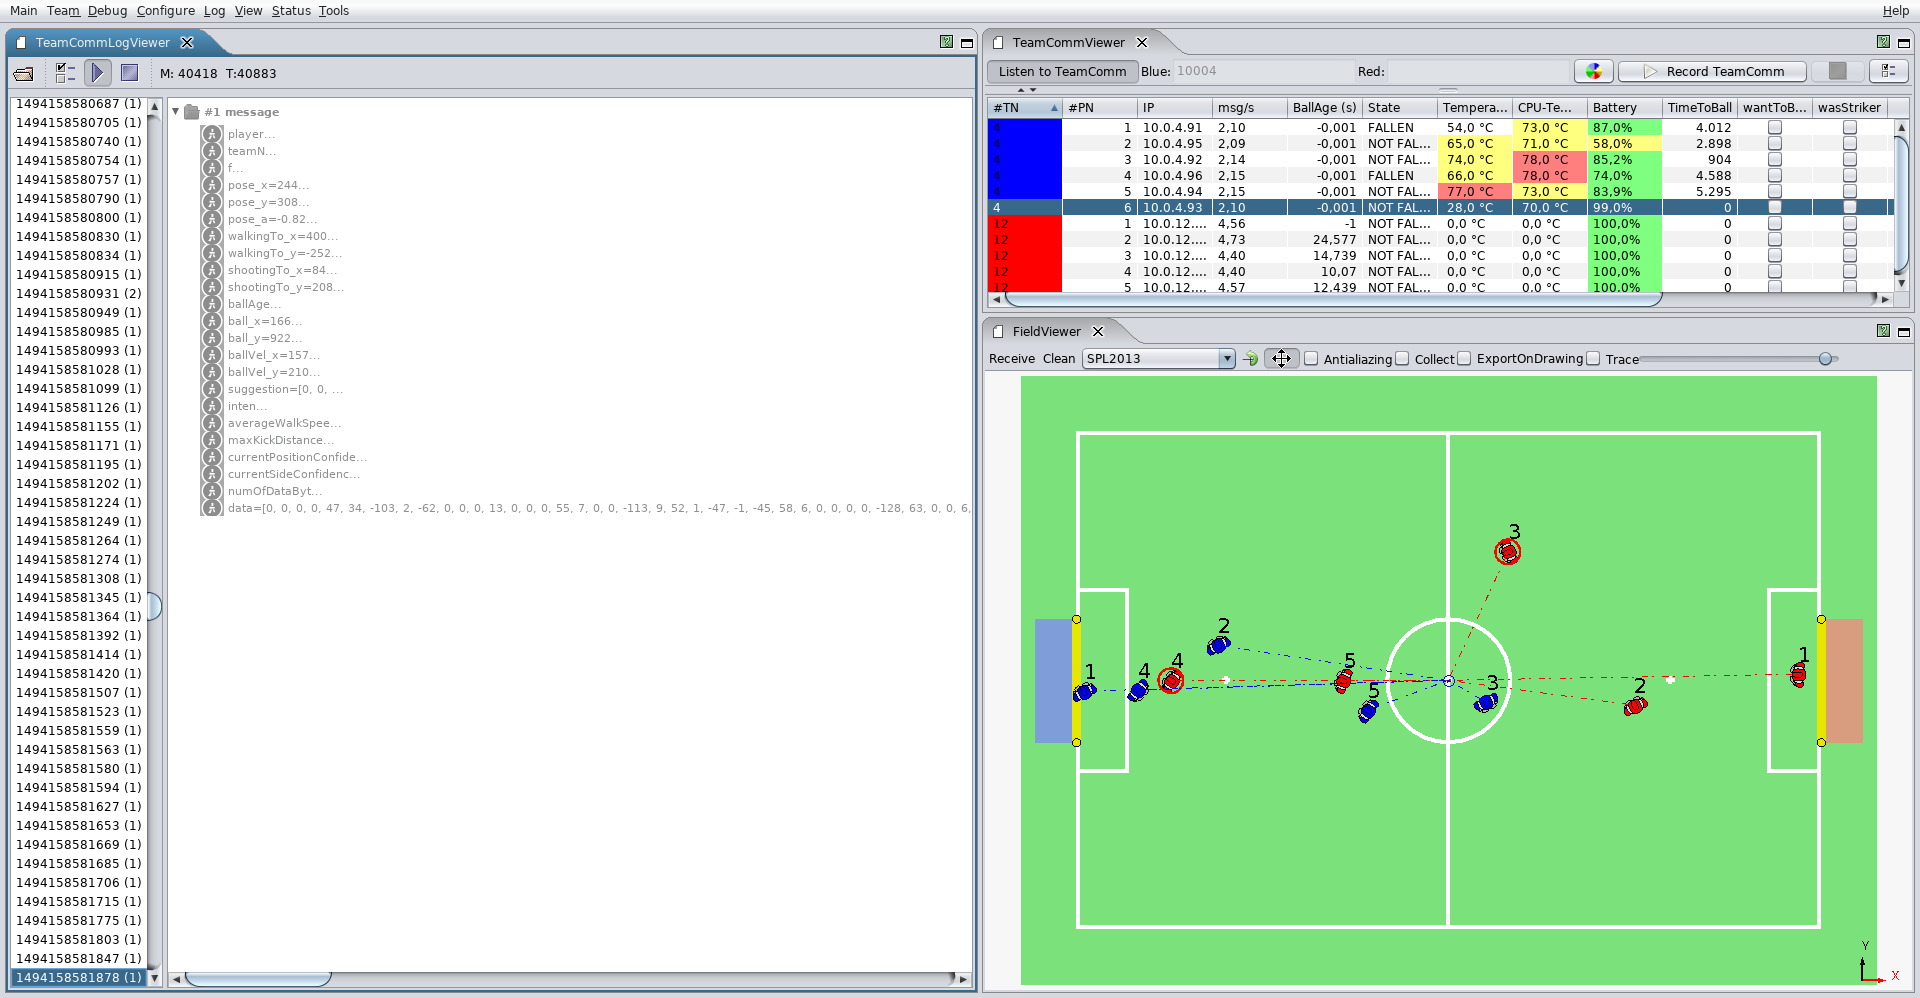 Main Team Debug Configure Log View Status Tools Help
TeamCommLogViewer
M: 40418 T:40883
1494158580687 (1)
1494158580705 (1)
1494158580740 (1)
1494158580754 (1)
1494158580757 (1)
1494158580790 (1)
1494158580800 (1)
1494158580830 (1)
1494158580834 (1)
1494158580915 (1)
1494158580931 (2)
1494158580949 (1)
1494158580985 (1)
1494158580993 (1)
1494158581028 (1)
1494158581099 (1)
1494158581126 (1)
1494158581155 (1)
1494158581171 (1)
1494158581195 (1)
1494158581202 (1)
1494158581224 (1)
1494158581249 (1)
1494158581264 (1)
1494158581274 (1)
1494158581308 (1)
1494158581345 (1)
1494158581364 (1)
1494158581392 (1)
1494158581414 (1)
1494158581420 (1)
1494158581507 (1)
1494158581523 (1)
1494158581559 (1)
1494158581563 (1)
1494158581580 (1)
1494158581594 (1)
1494158581627 (1)
1494158581653 (1)
1494158581669 (1)
1494158581685 (1)
1494158581706 (1)
1494158581715 (1)
1494158581775 (1)
1494158581803 (1)
1494158581847 (1)
1494158581878 (1)
#1 message
player...
teamN...
f...
pose_x=244...
pose_y=308...
pose_a=-0.82...
walkingTo_x=400...
walkingTo_y=-252...
shootingTo_x=84...
shootingTo_y=208...
ballAge...
ball_x=166...
ball_y=922...
ballVel_x=157...
ballVel_y=210...
suggestion=[0, 0, ...
inten...
averageWalkSpee...
maxKickDistance...
currentPositionConfide...
currentSideConfidenc...
numOfDataByt...
data=[0, 0, 0, 0, 47, 34, -103, 2, -62, 0, 0, 0, 13, 0, 0, 0, 55, 7, 0, 0, -113, 9, 52, 1, -47, -1, -45, 58, 6, 0, 0, 0, 0, -128, 63, 0, 0, 6,
TeamCommViewer
Listen to TeamComm Blue: 10004 Red: Record TeamComm
#TN #PN IP msg/s BallAge (s) State Tempera... CPU-Te... Battery TimeToBall wantToB... wasStriker
4 1 10.0.4.91 2,10 -0,001 FALLEN 54,0 °C 73,0 °C 87,0% 4.012
4 2 10.0.4.95 2,09 -0,001 NOT FAL... 65,0 °C 71,0 °C 58,0% 2.898
4 3 10.0.4.92 2,14 -0,001 NOT FAL... 74,0 °C 78,0 °C 85,2% 904
4 4 10.0.4.96 2,15 -0,001 FALLEN 66,0 °C 78,0 °C 74,0% 4.588
4 5 10.0.4.94 2,15 -0,001 NOT FAL... 77,0 °C 73,0 °C 83,9% 5.295
4 6 10.0.4.93 2,10 -0,001 NOT FAL... 28,0 °C 70,0 °C 99,0% 0
12 1 10.0.12.... 4,56 -1 NOT FAL... 0,0 °C 0,0 °C 100,0% 0
12 2 10.0.12.... 4,73 24,577 NOT FAL... 0,0 °C 0,0 °C 100,0% 0
12 3 10.0.12.... 4,40 14,739 NOT FAL... 0,0 °C 0,0 °C 100,0% 0
12 4 10.0.12.... 4,40 10,07 NOT FAL... 0,0 °C 0,0 °C 100,0% 0
12 5 10.0.12.... 4,57 12,439 NOT FAL... 0,0 °C 0,0 °C 100,0% 0
FieldViewer
Receive Clean SPL2013 Antialiazing Collect ExportOnDrawing Trace
3
2
1 4 4 5 5 3 2 1
Y
X